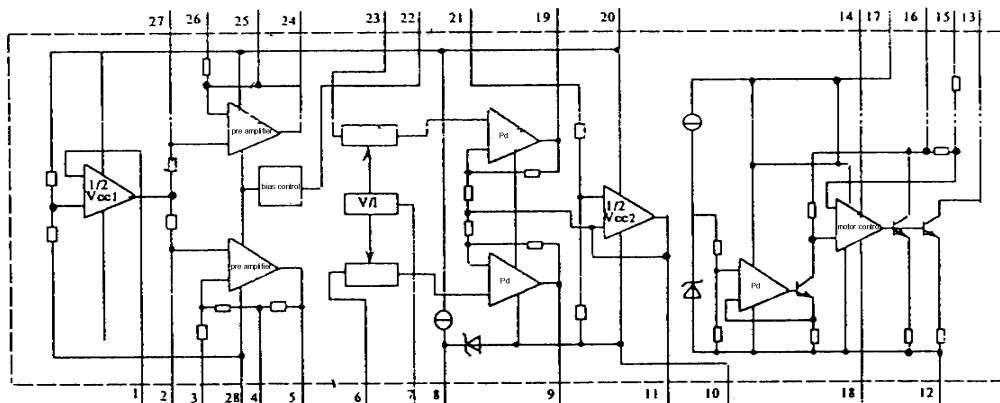 27 26 25 24 23 22 21 19 20 14 17 16 15 13
pre amplifier
Pd
1/2
Vcc1
bias control
V/I
1/2
Vcc2
motor control
pre amplifier
Pd
Pd
1 2 3 28 4 5 6 7 8 9 11 10 18 12